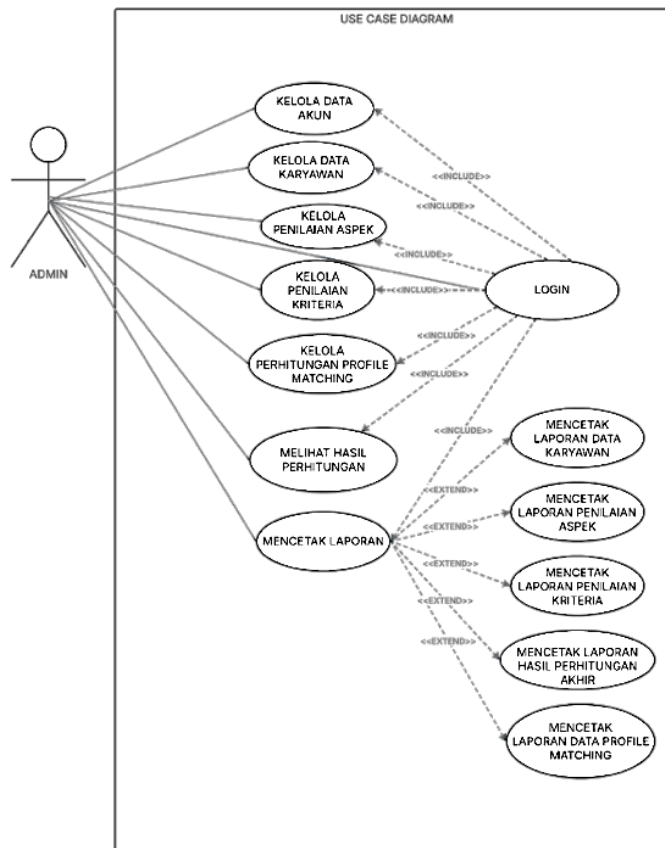 USE CASE DIAGRAM
KELOLA DATA
AKUN
KELOLA DATA
KARYAWAN
<<INCLUDE>>
<<INCLUDE>>
KELOLA
PENILAIAN ASPEK
<<INCLUDE>>
ADMIN
KELOLA
PENILAIAN
KRITERIA
<<INCLUDE>>
LOGIN
KELOLA
PERHITUNGAN PROFILE
MATCHING
<<INCLUDE>>
<<INCLUDE>>
MELIHAT HASIL
PERHITUNGAN
<<INCLUDE>>
MENCETAK
LAPORAN DATA
KARYAWAN
MENCETAK LAPORAN
<<EXTEND>>
MENCETAK
LAPORAN PENILAIAN
ASPEK
<<EXTEND>>
<<EXTEND>>
MENCETAK
LAPORAN PENILAIAN
KRITERIA
<<EXTEND>>
<<EXTEND>>
MENCETAK LAPORAN
HASIL PERHITUNGAN
AKHIR
MENCETAK
LAPORAN DATA PROFILE
MATCHING